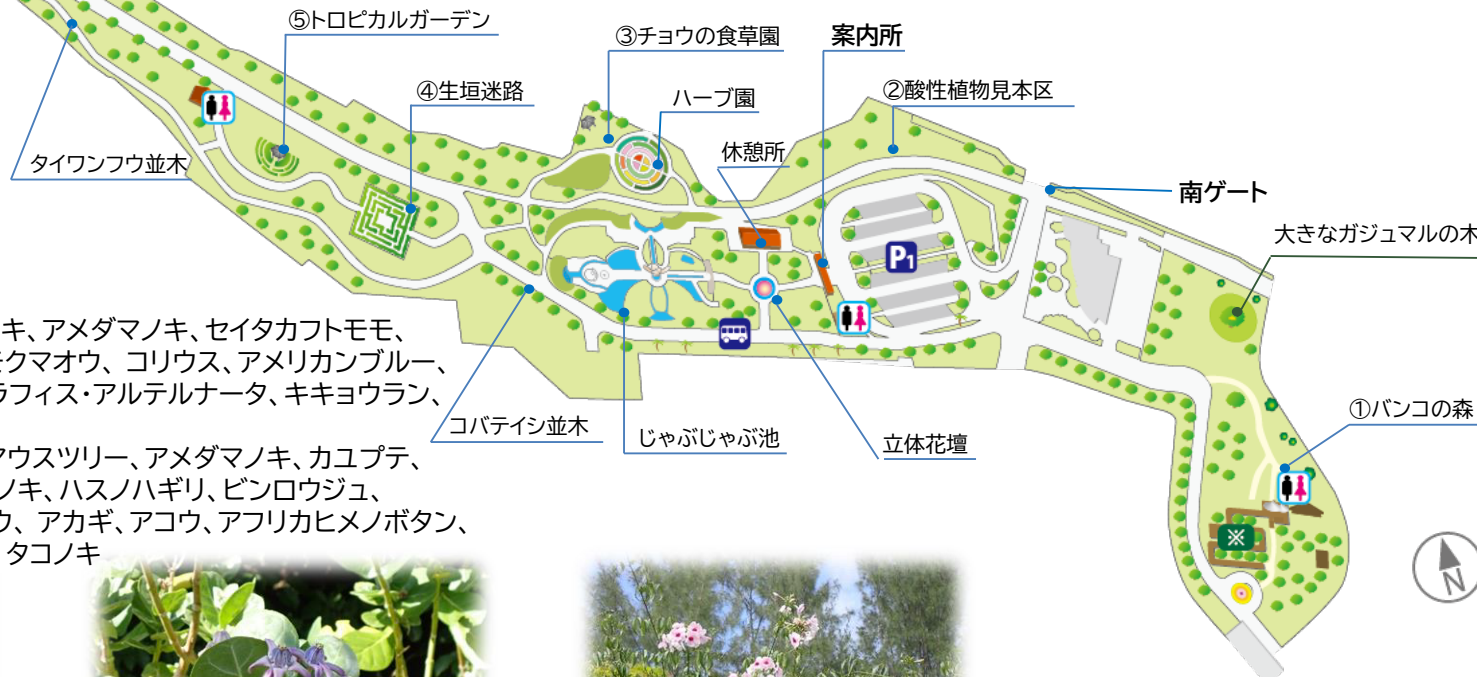 ⑤トロピカルガーデン
③チョウの食草園
案内所
④生垣迷路
ハーブ園
②酸性植物見本区
休憩所
タイワンフウ並木
南ゲート
大きなガジュマルの木
P1
キ、アメダマノキ、セイタカフトモモ、
モクマオウ、コリウス、アメリカンブルー、
ラフィス・アルテルナータ、キキョウラン、
コバテイシ並木
じゃぶじゃぶ池
立体花壇
①バンコの森
マウスツリー、アメダマノキ、カユプテ、
ノキ、ハスノハギリ、ビンロウジュ、
ウ、アカギ、アコウ、アフリカヒメノボタン、
タコノキ
※
N